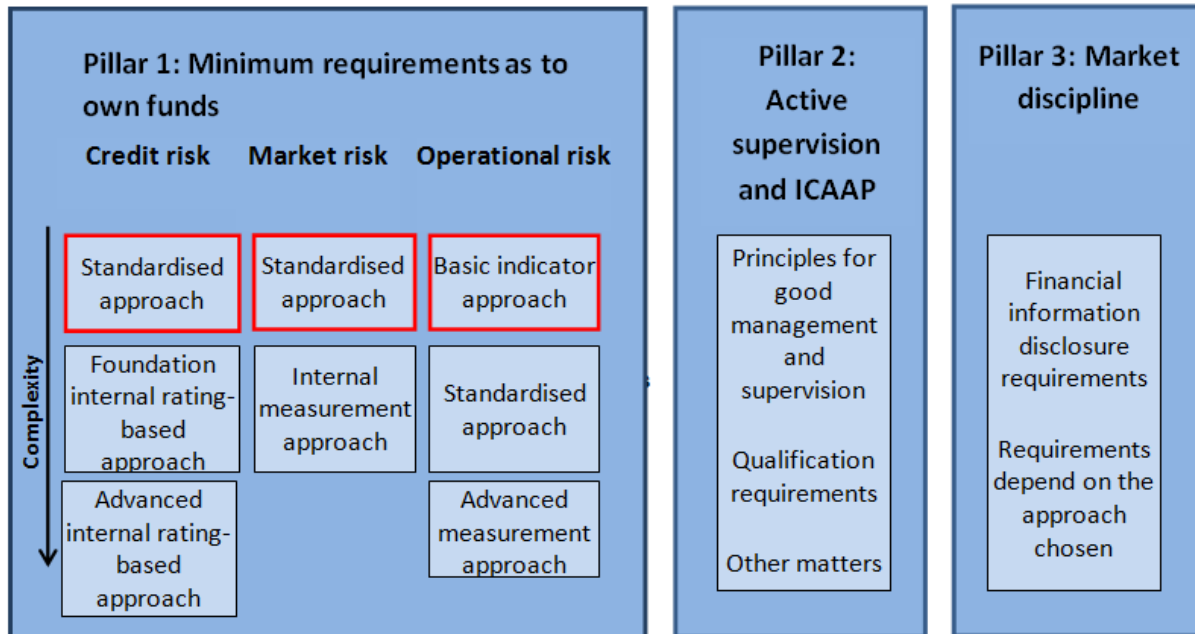 Pillar 1: Minimum requirements as to
own funds
Credit risk
Market risk
Operational risk
Complexity
Standardised
approach
Foundation
internal rating-
based
approach
Advanced
internal rating-
based
approach
Standardised
approach
Internal
measurement
approach
Basic indicator
approach
Standardised
approach
Advanced
measurement
approach
Pillar 2:
Active
supervision
and ICAAP
Principles for
good
management
and
supervision
Qualification
requirements
Other matters
Pillar 3: Market
discipline
Financial
information
disclosure
requirements
Requirements
depend on the
approach
chosen